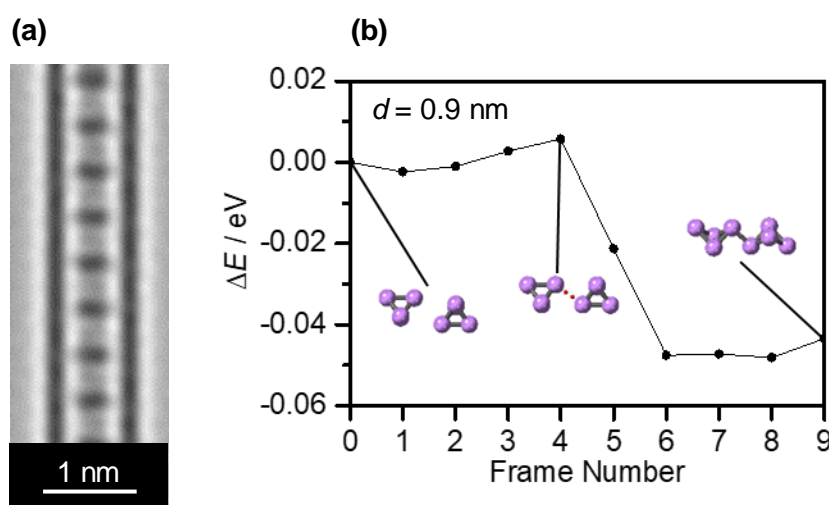 (a)
(b)
0.02
0.00
-0.02
-0.04
-0.06
ΔE / eV
d = 0.9 nm
0 1 2 3 4 5 6 7 8 9
Frame Number
1 nm